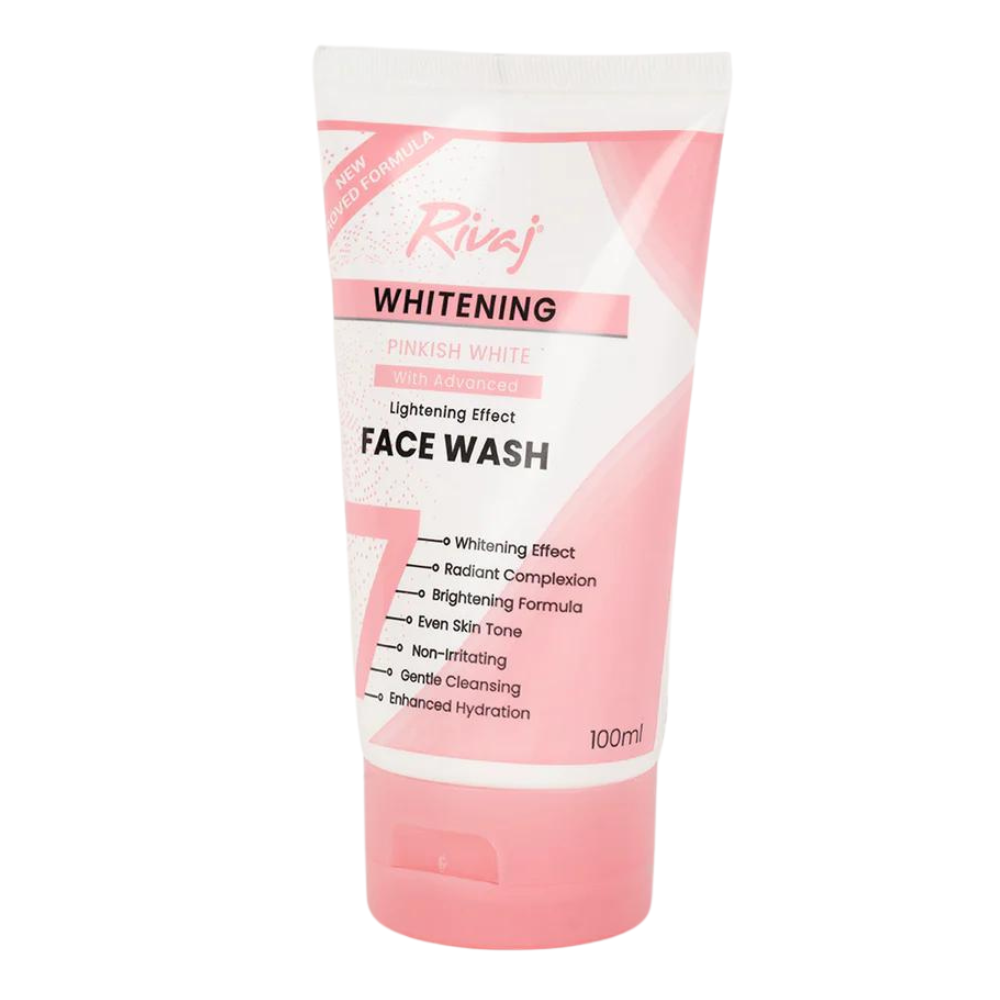 NEW
FORMULA
Rivaj
WHITENING
PINKISH WHITE
With Advanced
Lightening Effect
FACE WASH
7
Whitening Effect
Radiant Complexion
Brightening Formula
Even Skin Tone
Non-Irritating
Gentle Cleansing
Enhanced Hydration
100ml